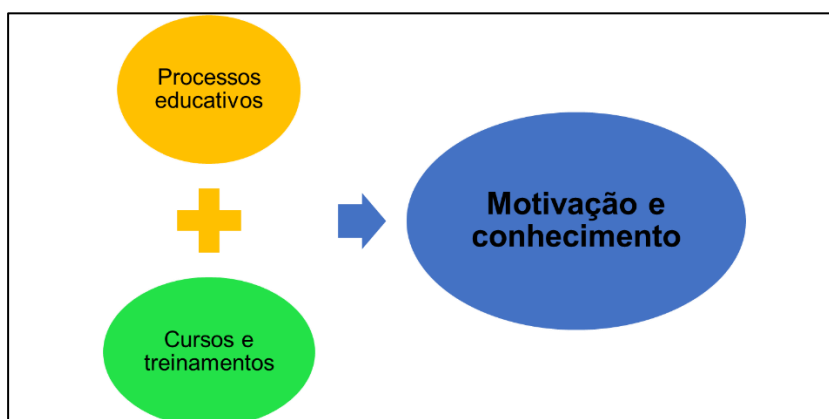 Processos
educativos
Motivação e
conhecimento
Cursos e
treinamentos